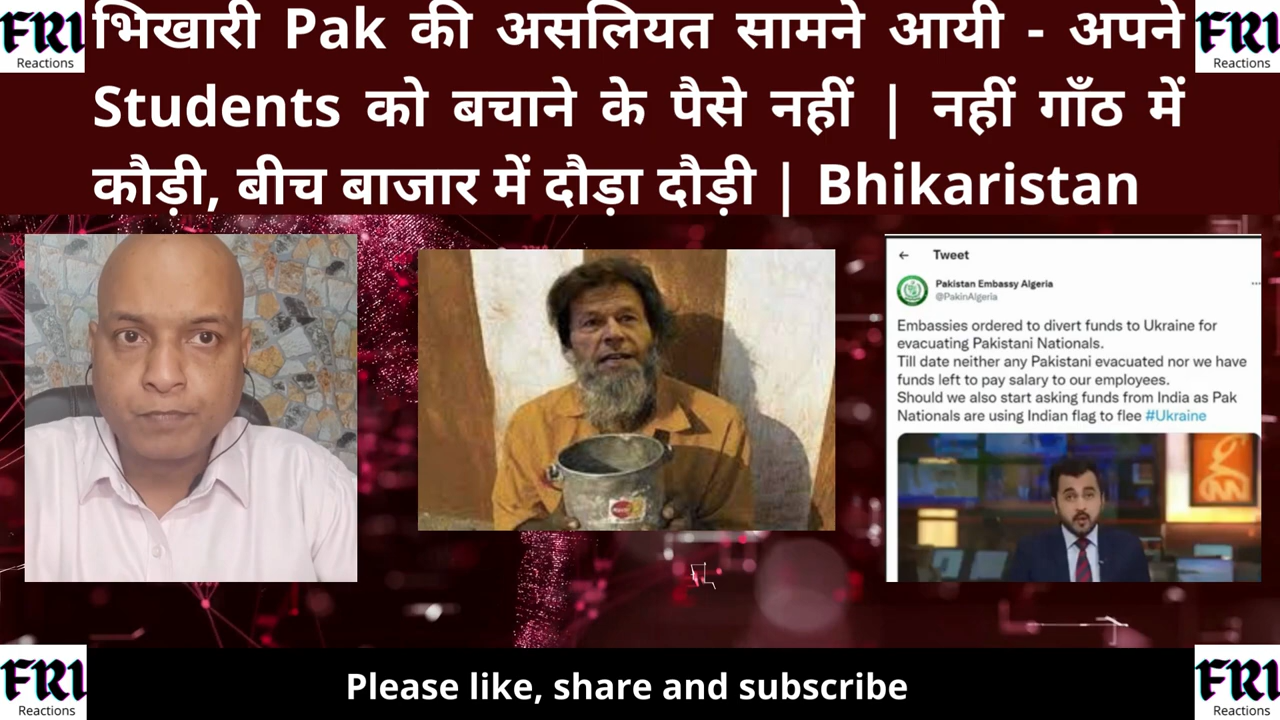 FRI
Reactions
भिखारी Pak की असलियत सामने आयी - अपने
Students को बचाने के पैसे नहीं | नहीं गाँठ में
कौड़ी, बीच बाजार में दौड़ा दौड़ी | Bhikaristan
FRI
Reactions
← Tweet
Pakistan Embassy Algeria
@PakinAlgeria
Embassies ordered to divert funds to Ukraine for
evacuating Pakistani Nationals.
Till date neither any Pakistani evacuated nor we have
funds left to pay salary to our employees.
Should we also start asking funds from India as Pak
Nationals are using Indian flag to flee #Ukraine
FRI
Reactions
Please like, share and subscribe
FRI
Reactions